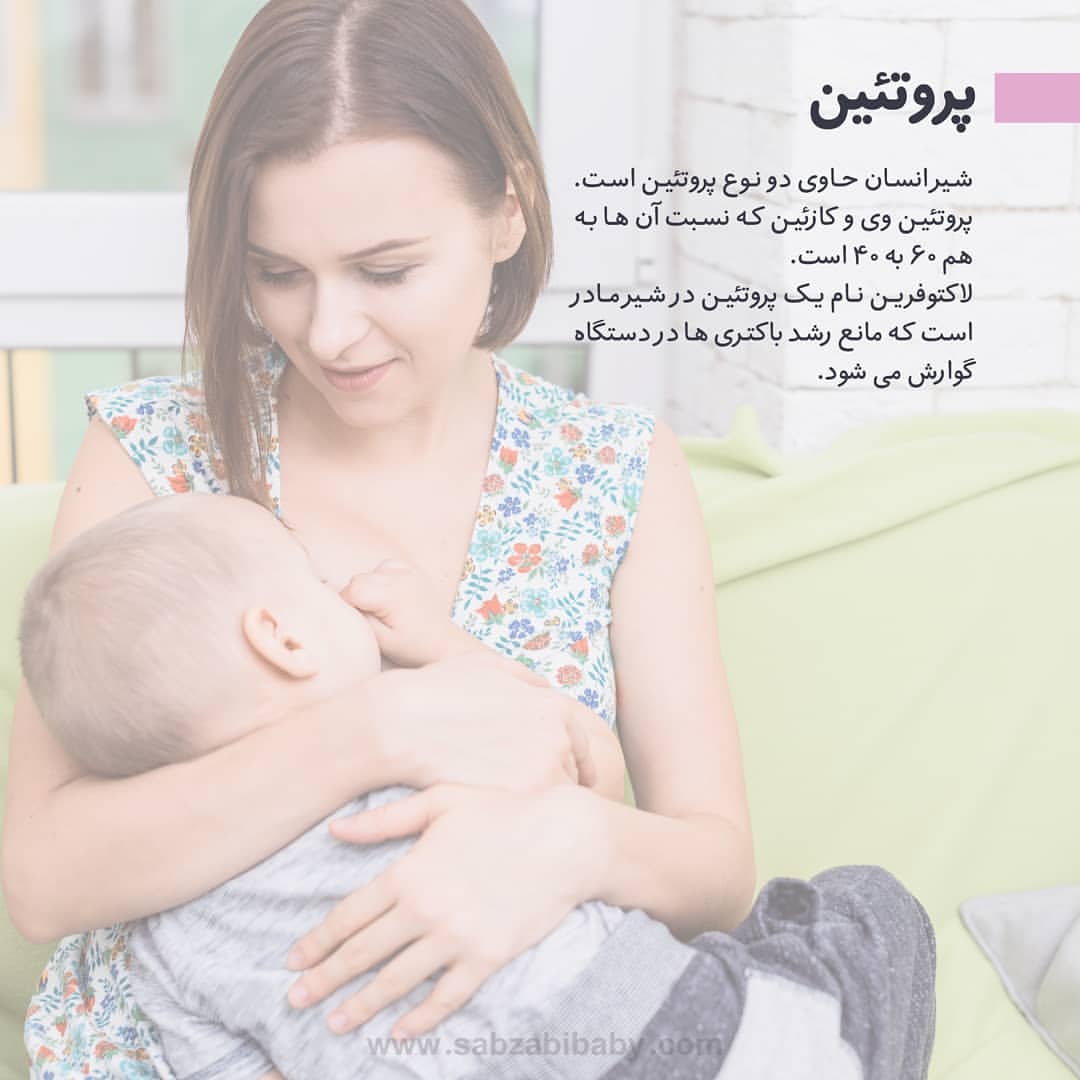 پروتئین
شیرانسان حاوی دو نوع پروتئین است.
پروتئین وی و کازئین که نسبت آن ها به
هم ۶۰ به ۴۰ است.
لاکتوفرین نام یک پروتئین در شیرمادر
است که مانع رشد باکتری ها در دستگاه
گوارش می شود.
www.sabzabibaby.com